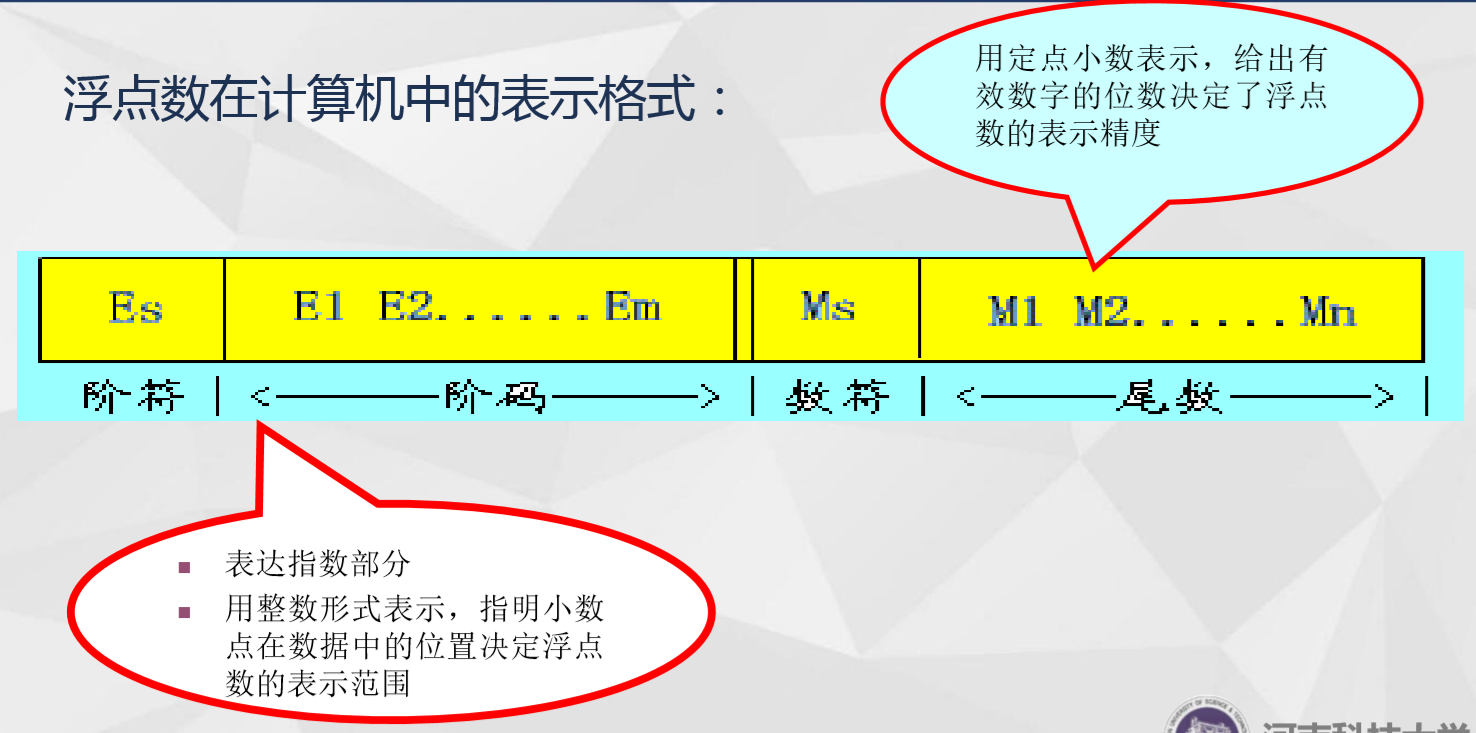 浮点数在计算机中的表示格式：
用定点小数表示，给出有
效数字的位数决定了浮点
数的表示精度
Es E1 E2......Em Ms M1 M2......Mn
阶符 | <———阶码———> | 数符 | <———尾数———> |
■ 表达指数部分
■ 用整数形式表示，指明小数
点在数据中的位置决定浮点
数的表示范围